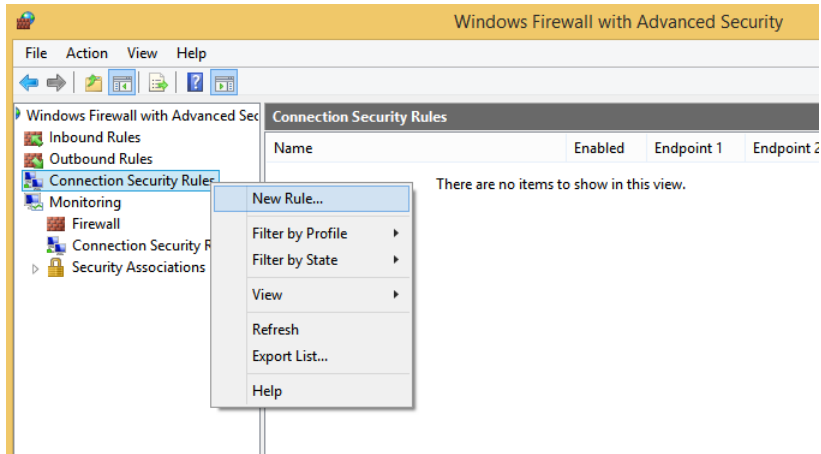 Windows Firewall with Advanced Security
File Action View Help
Windows Firewall with Advanced Sec
Inbound Rules
Outbound Rules
Connection Security Rules
Monitoring
Firewall
Connection Security R
Security Associations
New Rule...
Filter by Profile
Filter by State
View
Refresh
Export List...
Help
Connection Security Rules
Name Enabled Endpoint 1 Endpoint 2
There are no items to show in this view.